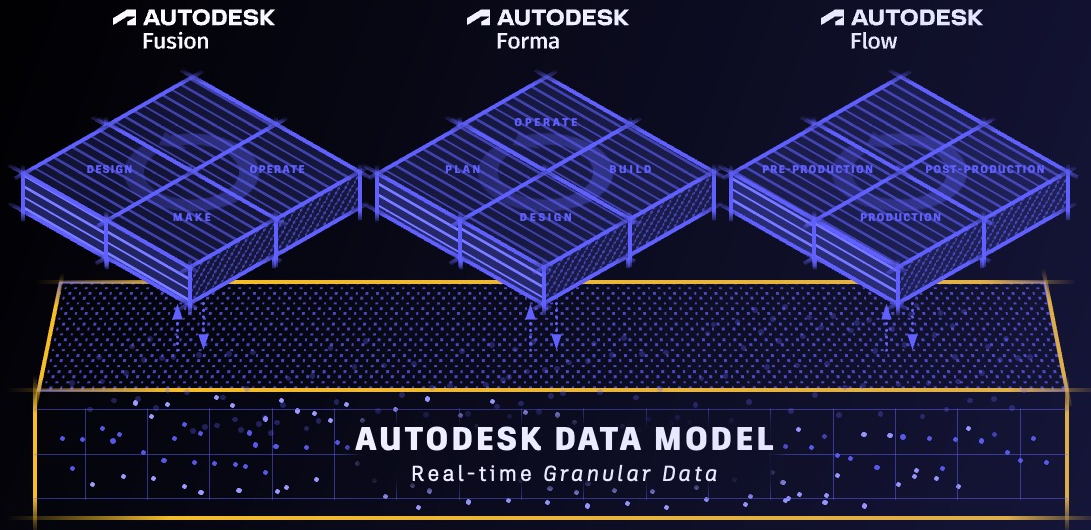 AUTODESK
Fusion
AUTODESK
Forma
AUTODESK
Flow
DESIGN
OPERATE
MAKE
OPERATE
PLAN
BUILD
DESIGN
PRE-PRODUCTION
POST-PRODUCTION
PRODUCTION
AUTODESK DATA MODEL
Real-time Granular Data